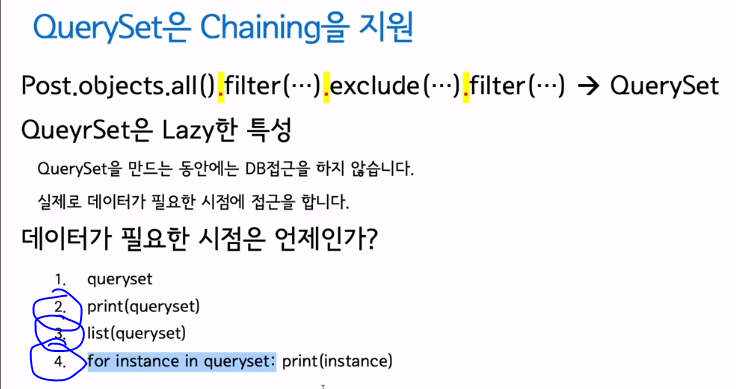 QuerySet은 Chaining을 지원
Post.objects.all().filter(…).exclude(…).filter(…) → QuerySet
QueyrSet은 Lazy한 특성
QuerySet을 만드는 동안에는 DB접근을 하지 않습니다.
실제로 데이터가 필요한 시점에 접근을 합니다.
데이터가 필요한 시점은 언제인가?
1. queryset
2. print(queryset)
3. list(queryset)
4. for instance in queryset: print(instance)